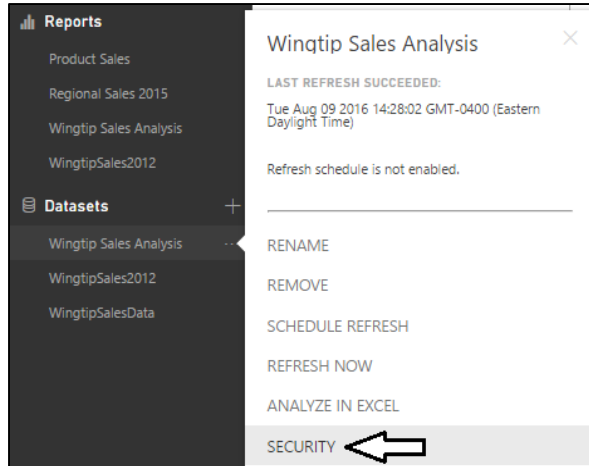 Reports
Product Sales
Regional Sales 2015
Wingtip Sales Analysis
WingtipSales2012
Datasets
Wingtip Sales Analysis
WingtipSales2012
WingtipSalesData
Wingtip Sales Analysis
LAST REFRESH SUCCEEDED:
Tue Aug 09 2016 14:28:02 GMT-0400 (Eastern
Daylight Time)
Refresh schedule is not enabled.
RENAME
REMOVE
SCHEDULE REFRESH
REFRESH NOW
ANALYZE IN EXCEL
SECURITY